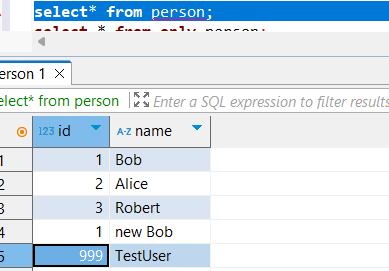 select* from person;
select * from only person;
erson 1
elect* from person Enter a SQL expression to filter results
123 id A-Z name
1 1 Bob
2 2 Alice
3 3 Robert
4 1 new Bob
5 999 TestUser